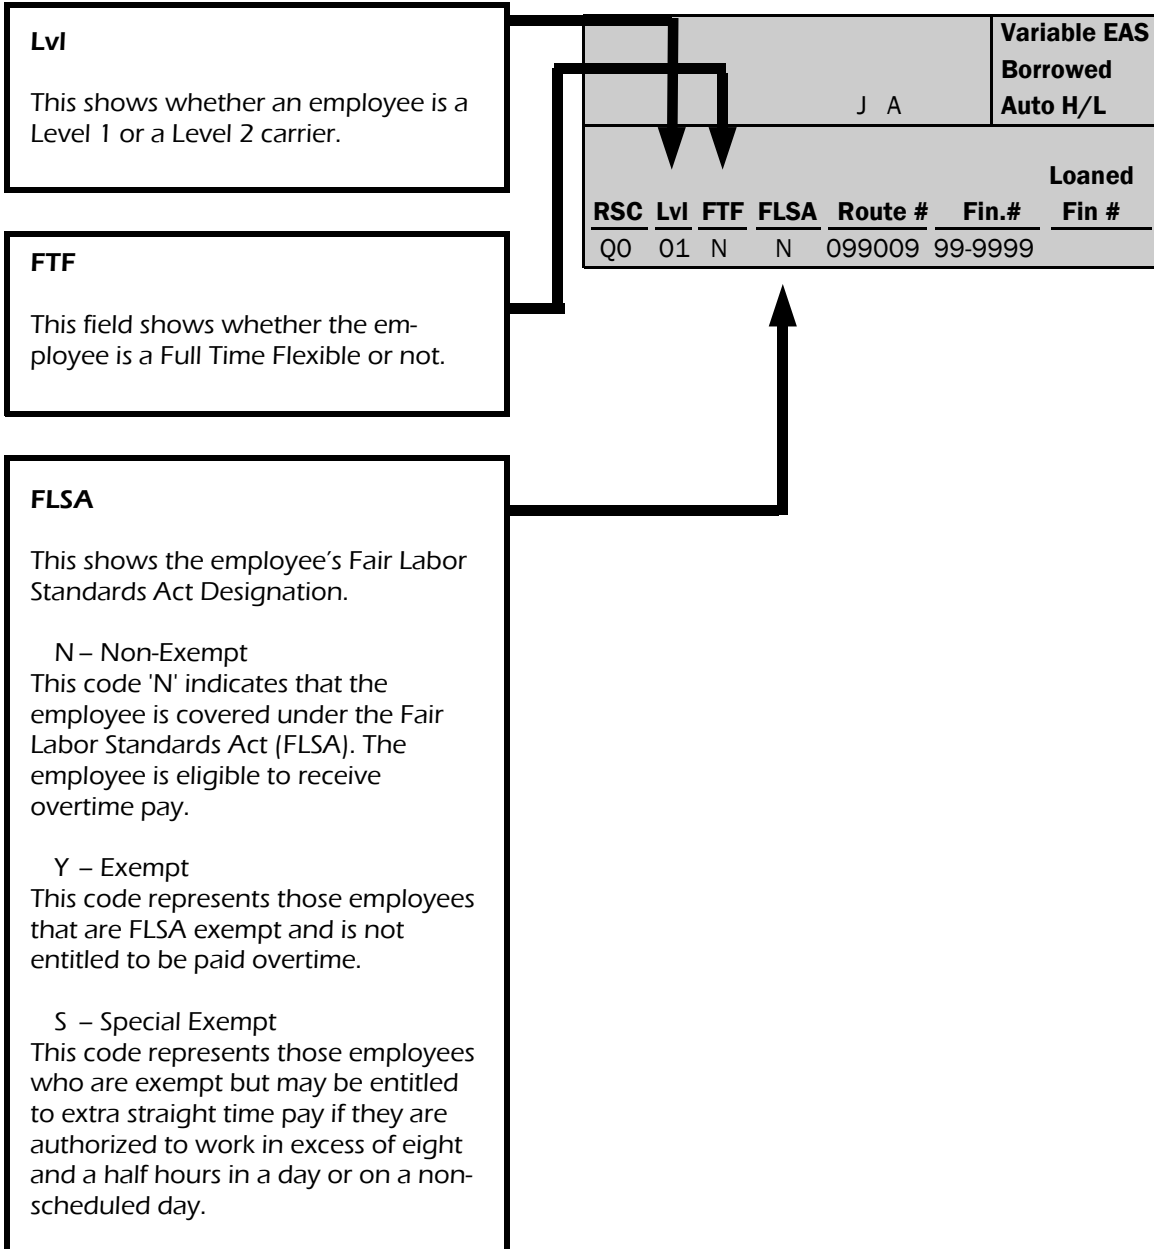 Lvl
This shows whether an employee is a
Level 1 or a Level 2 carrier.
FTF
This field shows whether the em-
ployee is a Full Time Flexible or not.
FLSA
This shows the employee's Fair Labor
Standards Act Designation.
N – Non-Exempt
This code 'N' indicates that the
employee is covered under the Fair
Labor Standards Act (FLSA). The
employee is eligible to receive
overtime pay.
Y – Exempt
This code represents those employees
that are FLSA exempt and is not
entitled to be paid overtime.
S – Special Exempt
This code represents those employees
who are exempt but may be entitled
to extra straight time pay if they are
authorized to work in excess of eight
and a half hours in a day or on a non-
scheduled day.
Variable EAS
Borrowed
J A Auto H/L
Loaned
RSC Lvl FTF FLSA Route # Fin.# Fin #
Q0 01 N N 099009 99-9999